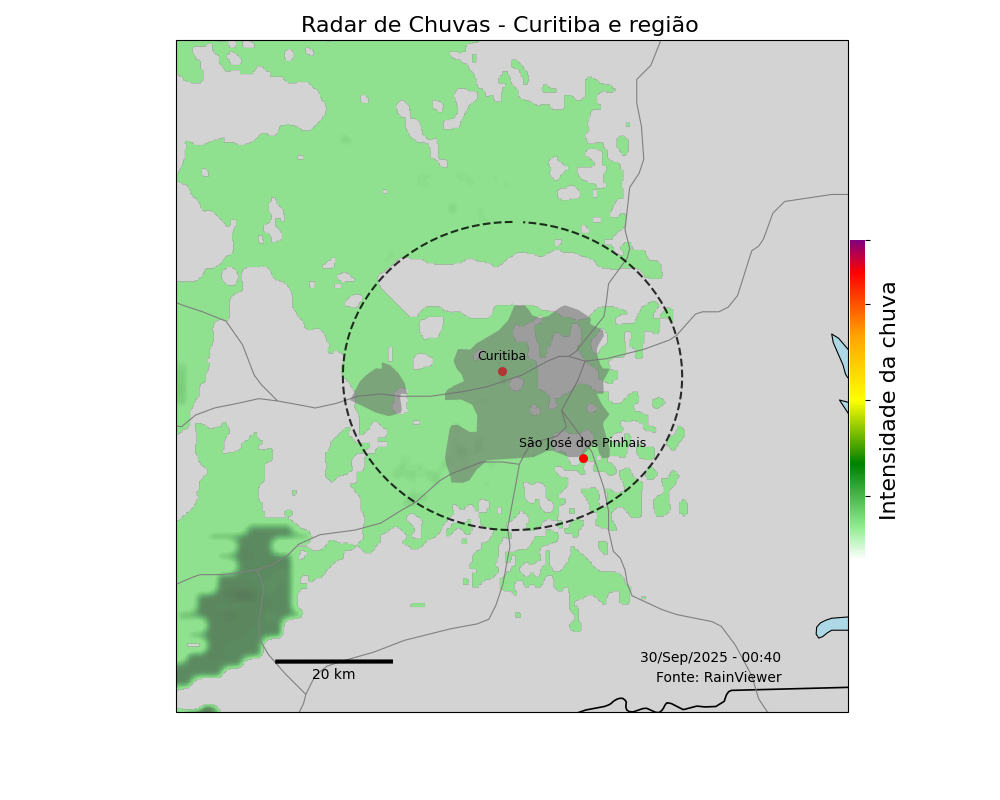 Radar de Chuvas - Curitiba e região
Curitiba
São José dos Pinhais
Intensidade da chuva
20 km
30/Sep/2025 - 00:40
Fonte: RainViewer